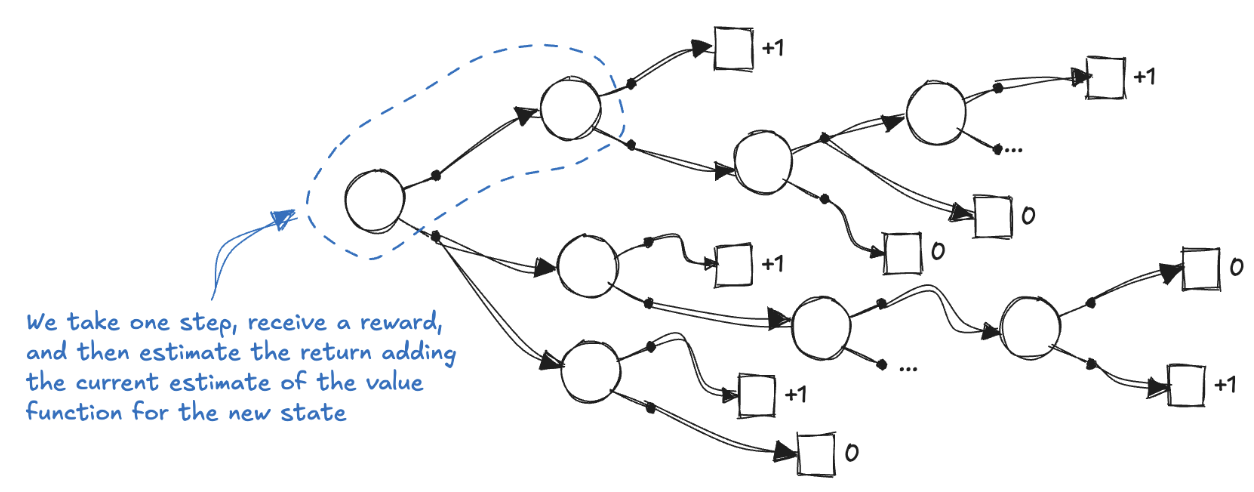 +1
+1
...
0
0
+1
0
We take one step, receive a reward,
and then estimate the return adding
the current estimate of the value
function for the new state
...
+1
+1
0